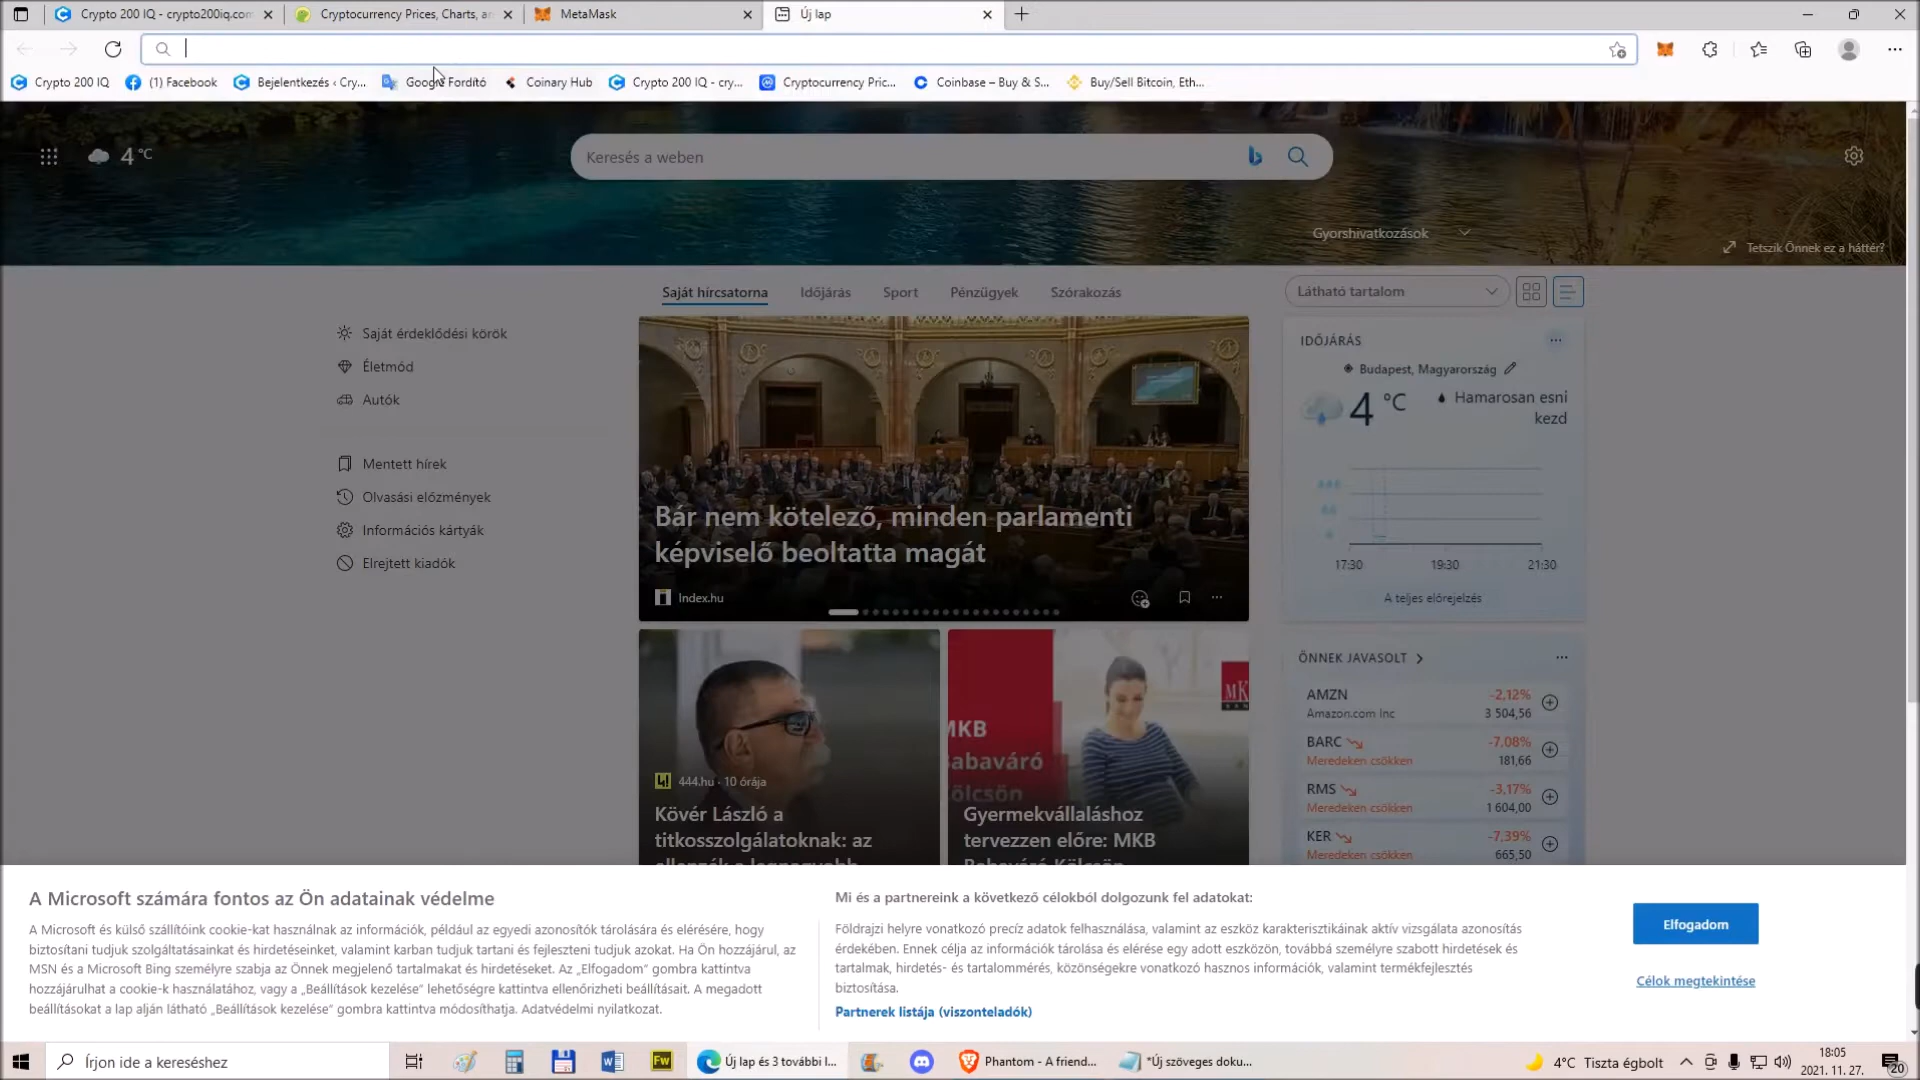 Crypto 200 IQ - crypto200iq.com
Cryptocurrency Prices, Charts, a
MetaMask
Új lap
Crypto 200 IQ
(1) Facebook
Bejelentkezés ‹ Cry...
Google Fordító
Coinary Hub
Crypto 200 IQ - cry...
Cryptocurrency Pric...
Coinbase – Buy & S...
Buy/Sell Bitcoin, Eth...
4 °C
Keresés a weben
Gyorshivatkozások
Tetszik Önnek ez a háttér?
Saját hírcsatorna
Időjárás
Sport
Pénzügyek
Szórakozás
Látható tartalom
Saját érdeklődési körök
Életmód
Autók
Mentett hírek
Olvasási előzmények
Információs kártyák
Elrejtett kiadók
Bár nem kötelező, minden parlamenti
képviselő beoltatta magát
Index.hu
IDŐJÁRÁS
Budapest, Magyarország
4 °C
Hamarosan esni
kezd
17:30 19:30 21:30
A teljes előrejelzés
444.hu · 10 órája
Kövér László a
titkosszolgálatoknak: az
ellenzék a legnagyobb
MKB
Babaváró
Kölcsön
MK
Gyermekvállaláshoz
tervezzen előre: MKB
Babaváró Kölcsön
ÖNNEK JAVASOLT
AMZN -2,12%
Amazon.com Inc 3 504,56
BARC -7,08%
Meredeken csökken 181,66
RMS -3,17%
Meredeken csökken 1 604,00
KER -7,39%
Meredeken csökken 665,50
A Microsoft számára fontos az Ön adatainak védelme
A Microsoft és külső szállítóink cookie-kat használnak az információk, például az egyedi azonosítók tárolására és elérésére, hogy
biztosítani tudjuk szolgáltatásainkat és hirdetéseinket, valamint karban tudjuk tartani és fejleszteni tudjuk azokat. Ha Ön hozzájárul, az
MSN és a Microsoft Bing személyre szabja az Önnek megjelenő tartalmakat és hirdetéseket. Az „Elfogadom” gombra kattintva
hozzájárulhat a cookie-k használatához, vagy a „Beállítások kezelése” lehetőségre kattintva ellenőrizheti beállításait. A megadott
beállításokat a lap alján látható „Beállítások kezelése” gombra kattintva módosíthatja. Adatvédelmi nyilatkozat.
Mi és a partnereink a következő célokból dolgozunk fel adatokat:
Földrajzi helyre vonatkozó precíz adatok felhasználása, valamint az eszköz karakterisztikáinak aktív vizsgálata azonosítás
érdekében. Ennek célja az információk tárolása és elérése egy adott eszközön, továbbá személyre szabott hirdetések és
tartalmak, hirdetés- és tartalommérés, közönségekre vonatkozó hasznos információk, valamint termékfejlesztés
biztosítása.
Partnerek listája (viszonteladók)
Elfogadom
Célok megtekintése
Írjon ide a kereséshez
Új lap és 3 további l...
Phantom - A friend...
*Új szöveges doku...
4°C Tiszta égbolt
18:05
2021. 11. 27.
20